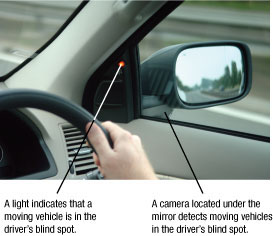 A light indicates that a
moving vehicle is in the
driver's blind spot.
A camera located under the
mirror detects moving vehicles
in the driver's blind spot.